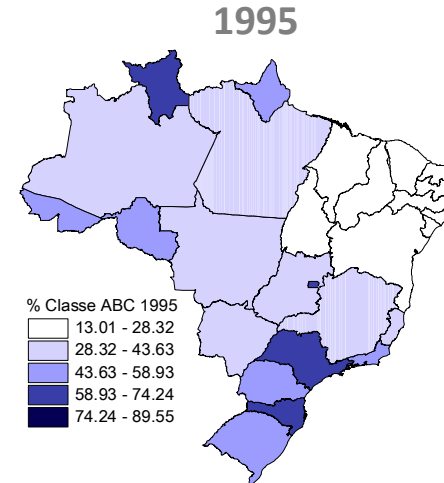 1995
% Classe ABC 1995
13.01 - 28.32
28.32 - 43.63
43.63 - 58.93
58.93 - 74.24
74.24 - 89.55